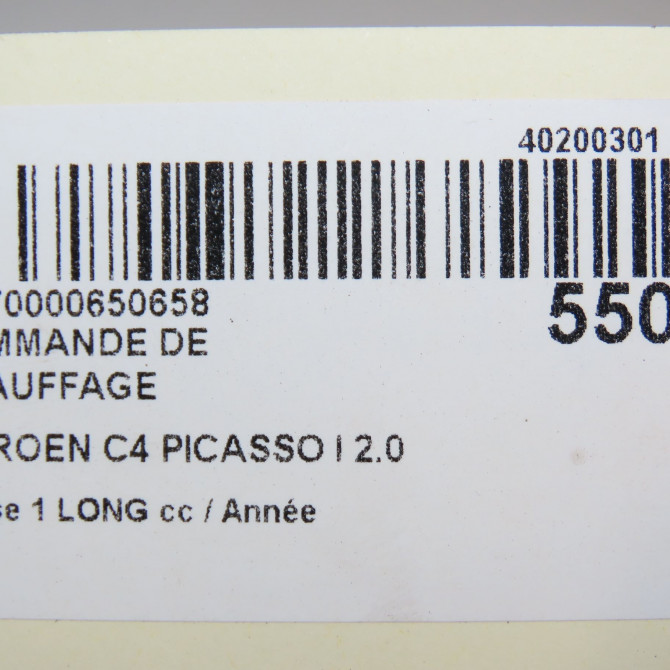 40200301
70000650658
550
MMANDE DE
AUFFAGE
ROEN C4 PICASSO I 2.0
se 1 LONG cc / Année